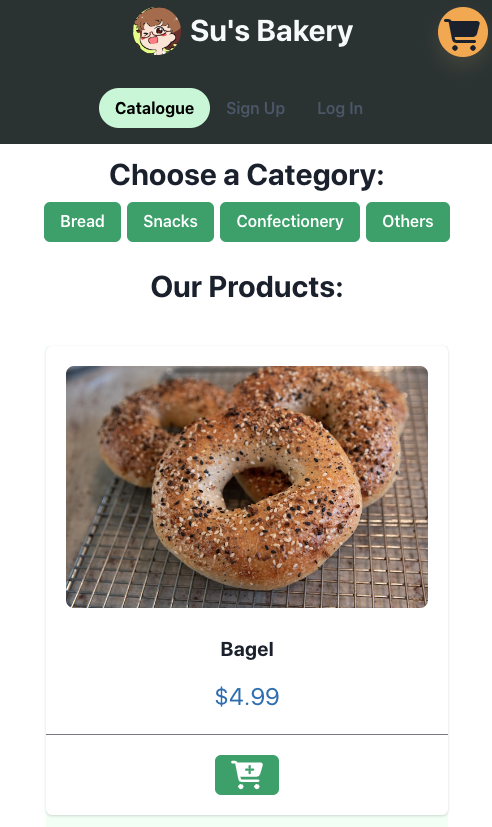 Su's Bakery
Catalogue Sign Up Log In
Choose a Category:
Bread Snacks Confectionery Others
Our Products:
Bagel
$4.99